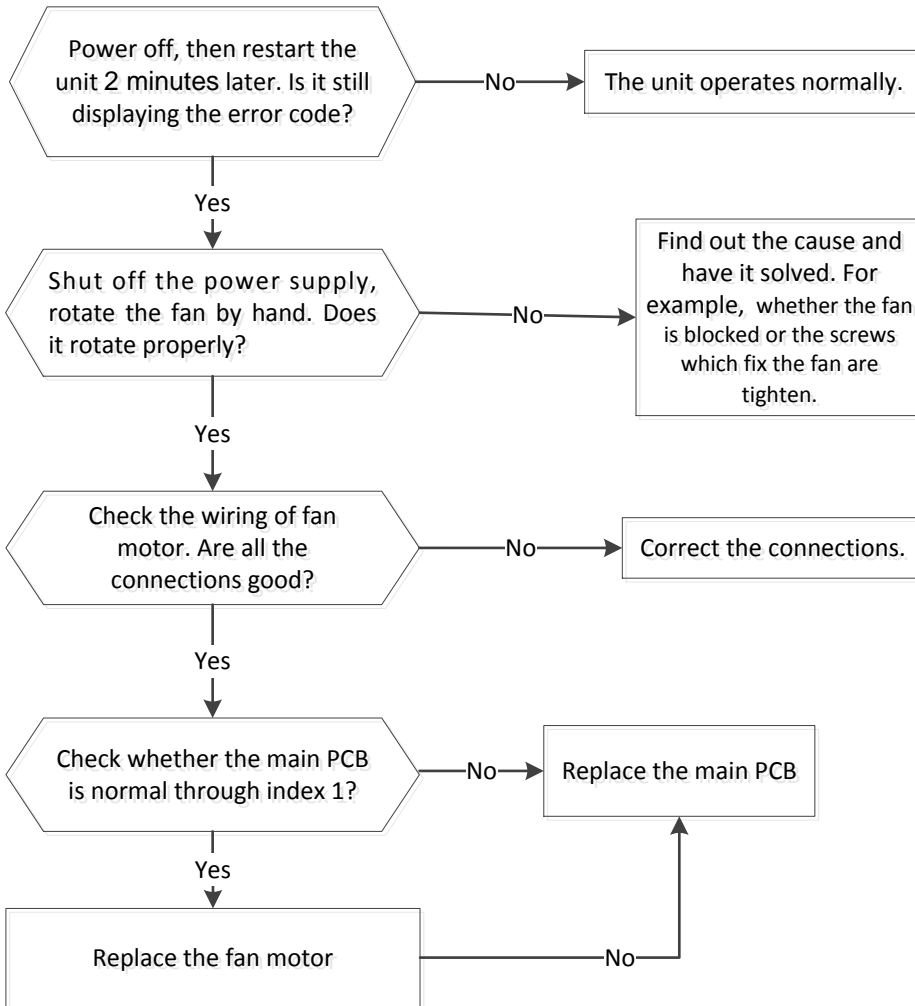 Power off, then restart the
unit 2 minutes later. Is it still
displaying the error code?
No
The unit operates normally.
Yes
Shut off the power supply,
rotate the fan by hand. Does
it rotate properly?
No
Find out the cause and
have it solved. For
example, whether the fan
is blocked or the screws
which fix the fan are
tighten.
Yes
Check the wiring of fan
motor. Are all the
connections good?
No
Correct the connections.
Yes
Check whether the main PCB
is normal through index 1?
No
Replace the main PCB
Yes
Replace the fan motor
No